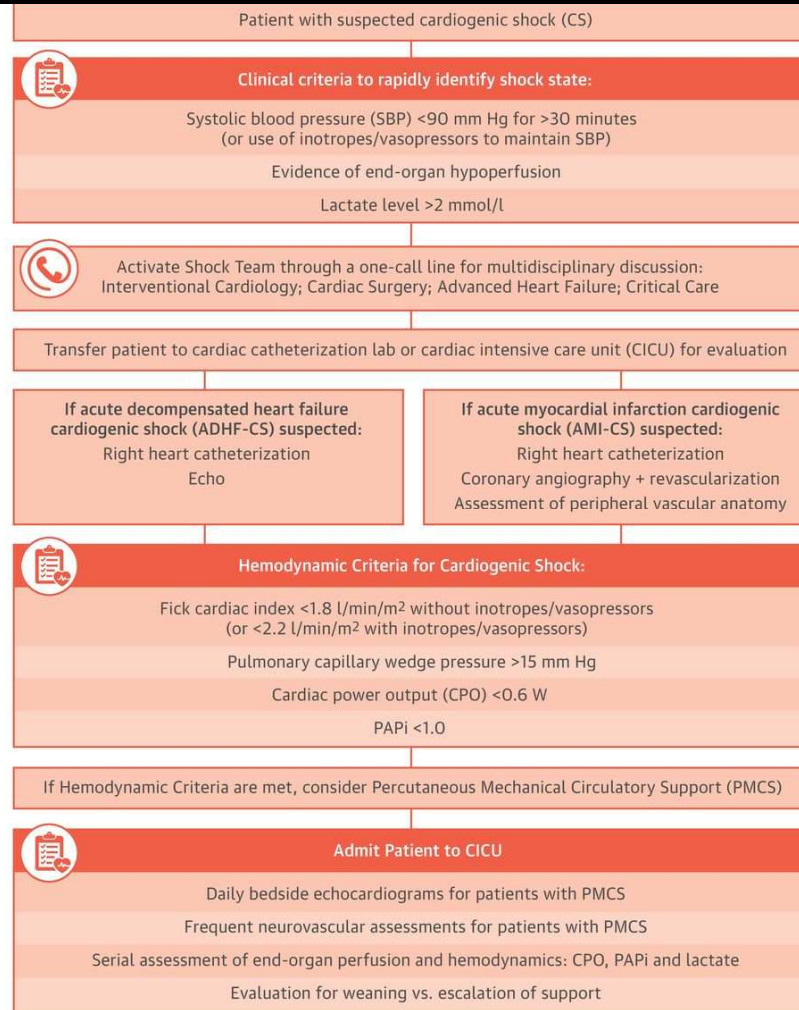 Patient with suspected cardiogenic shock (CS)
Clinical criteria to rapidly identify shock state:
Systolic blood pressure (SBP) <90 mm Hg for >30 minutes
(or use of inotropes/vasopressors to maintain SBP)
Evidence of end-organ hypoperfusion
Lactate level >2 mmol/l
Activate Shock Team through a one-call line for multidisciplinary discussion:
Interventional Cardiology; Cardiac Surgery; Advanced Heart Failure; Critical Care
Transfer patient to cardiac catheterization lab or cardiac intensive care unit (CICU) for evaluation
If acute decompensated heart failure
cardiogenic shock (ADHF-CS) suspected:
Right heart catheterization
Echo
If acute myocardial infarction cardiogenic
shock (AMI-CS) suspected:
Right heart catheterization
Coronary angiography + revascularization
Assessment of peripheral vascular anatomy
Hemodynamic Criteria for Cardiogenic Shock:
Fick cardiac index <1.8 l/min/m² without inotropes/vasopressors
(or <2.2 l/min/m² with inotropes/vasopressors)
Pulmonary capillary wedge pressure >15 mm Hg
Cardiac power output (CPO) <0.6 W
PAPi <1.0
If Hemodynamic Criteria are met, consider Percutaneous Mechanical Circulatory Support (PMCS)
Admit Patient to CICU
Daily bedside echocardiograms for patients with PMCS
Frequent neurovascular assessments for patients with PMCS
Serial assessment of end-organ perfusion and hemodynamics: CPO, PAPi and lactate
Evaluation for weaning vs. escalation of support